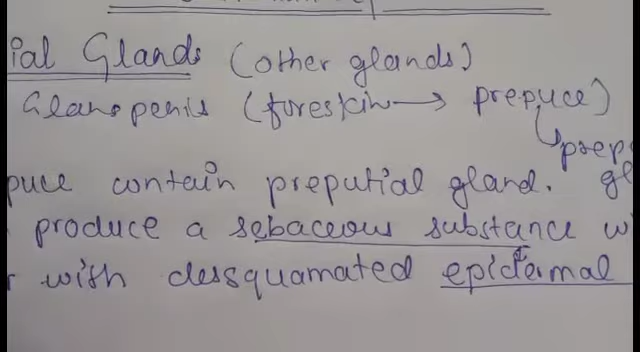 ial Glands (other glands)
Glans penis (foreskin → prepuce)
prep
puce contain preputial gland. gl
produce a sebaceous substance w
r with dessquamated epidermal